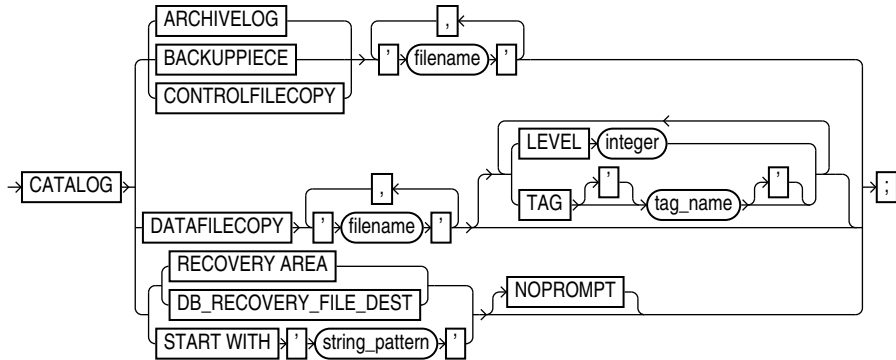 ARCHIVELOG
,
BACKUPPIECE ' filename '
CONTROLFILECOPY
LEVEL integer
CATALOG , ' ' ;
TAG tag_name
DATAFILECOPY ' filename '
RECOVERY AREA
DB_RECOVERY_FILE_DEST NOPROMPT
START WITH ' string_pattern '